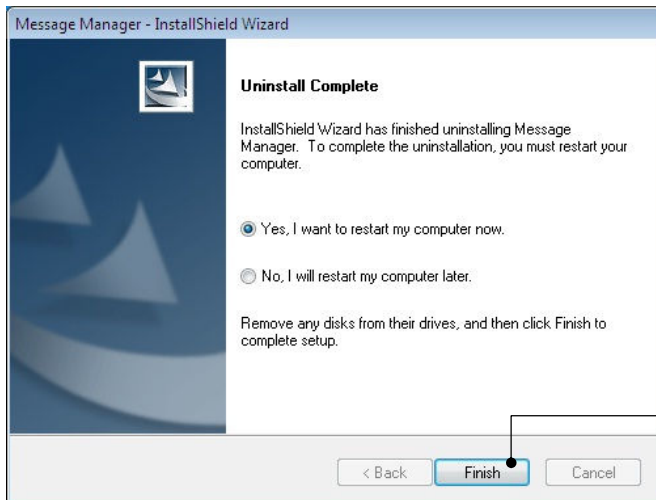 Message Manager - InstallShield Wizard
Uninstall Complete
InstallShield Wizard has finished uninstalling Message
Manager. To complete the uninstallation, you must restart your
computer.
Yes, I want to restart my computer now.
No, I will restart my computer later.
Remove any disks from their drives, and then click Finish to
complete setup.
< Back Finish Cancel